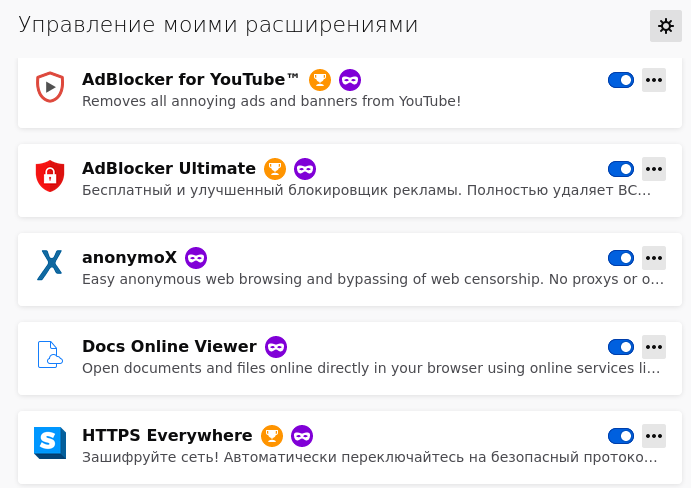 Управление моими расширениями
AdBlocker for YouTube™
Removes all annoying ads and banners from YouTube!
AdBlocker Ultimate
Бесплатный и улучшенный блокировщик рекламы. Полностью удаляет ВС…
anonymoX
Easy anonymous web browsing and bypassing of web censorship. No proxys or o…
Docs Online Viewer
Open documents and files online directly in your browser using online services li…
HTTPS Everywhere
S
Зашифруйте сеть! Автоматически переключайтесь на безопасный протоко…